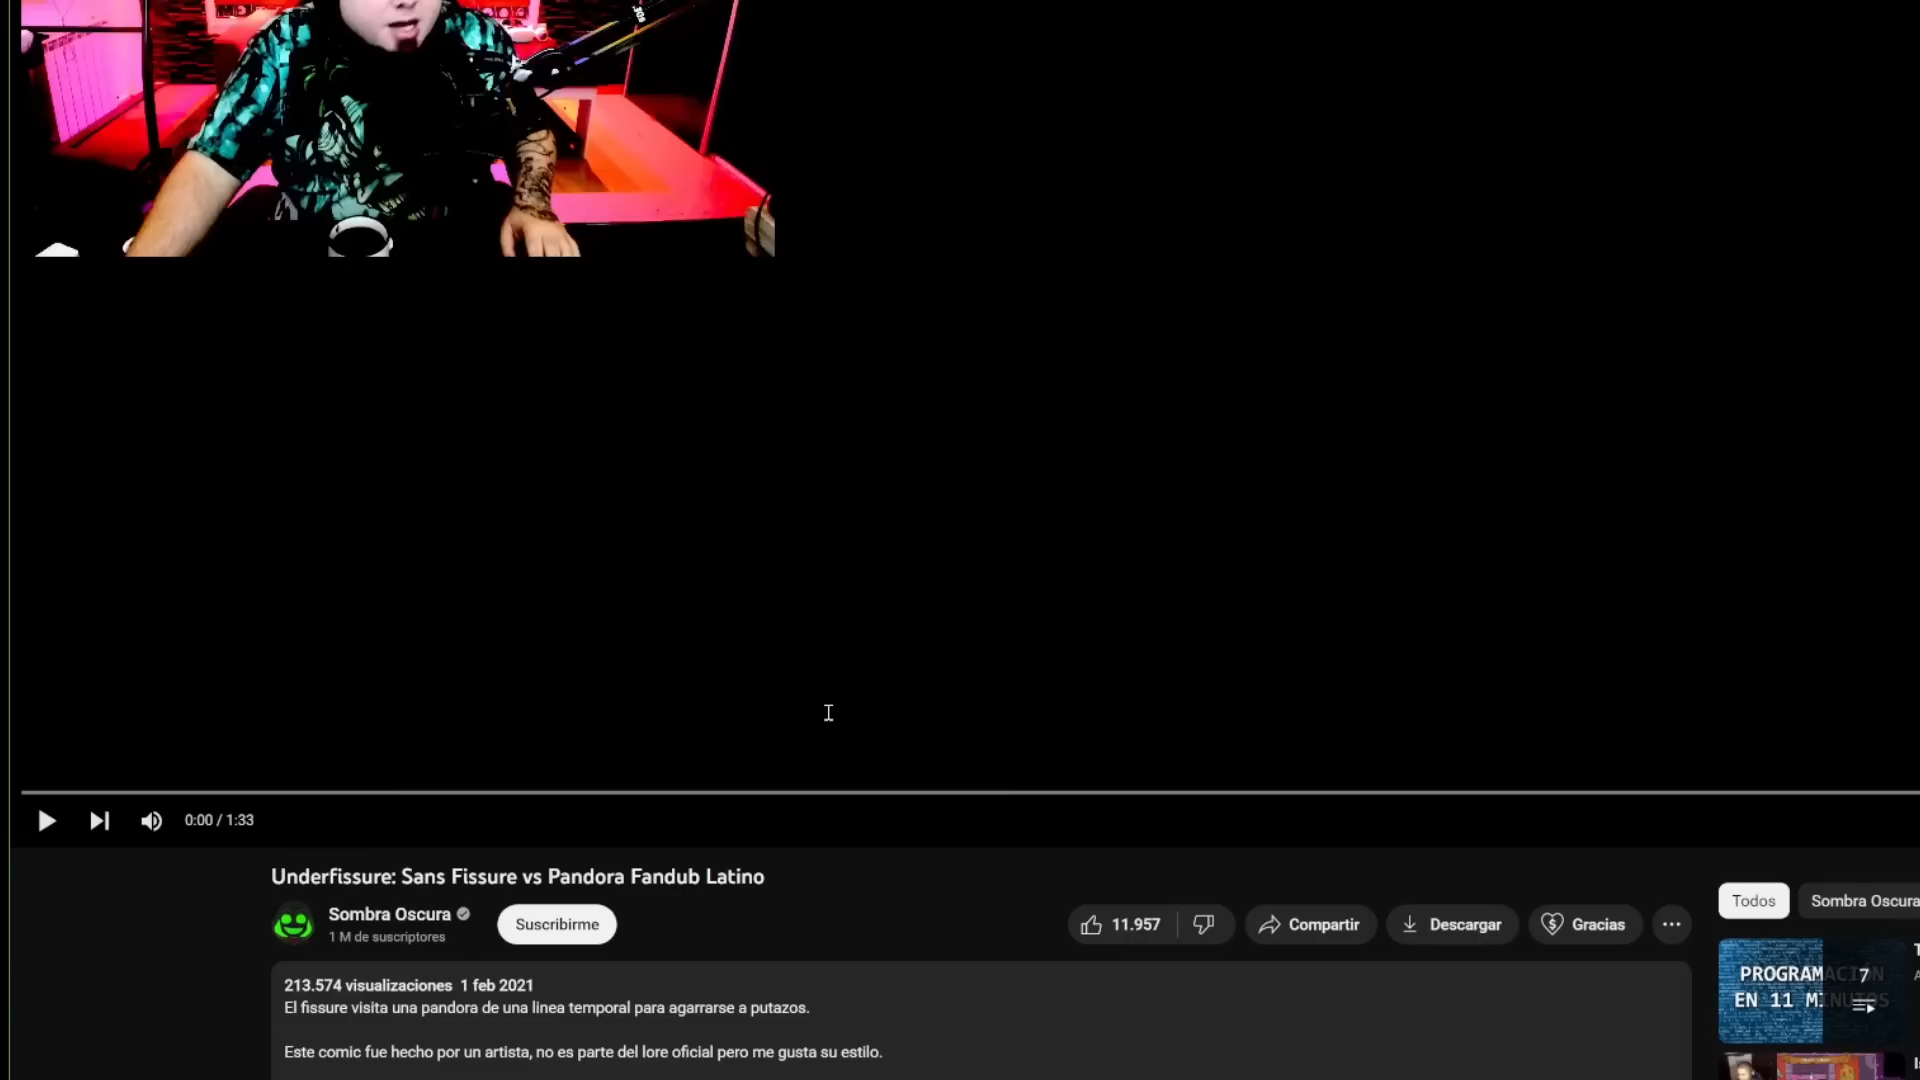 0:00 / 1:33
Underfissure: Sans Fissure vs Pandora Fandub Latino
Sombra Oscura
1 M de suscriptores
Suscribirme
11.957
Compartir
Descargar
Gracias
Todos
Sombra Oscura
213.574 visualizaciones 1 feb 2021
El fissure visita una pandora de una linea temporal para agarrarse a putazos.
Este comic fue hecho por un artista, no es parte del lore oficial pero me gusta su estilo.
PROGRAMACIÓN
EN 11 MINUTOS
7